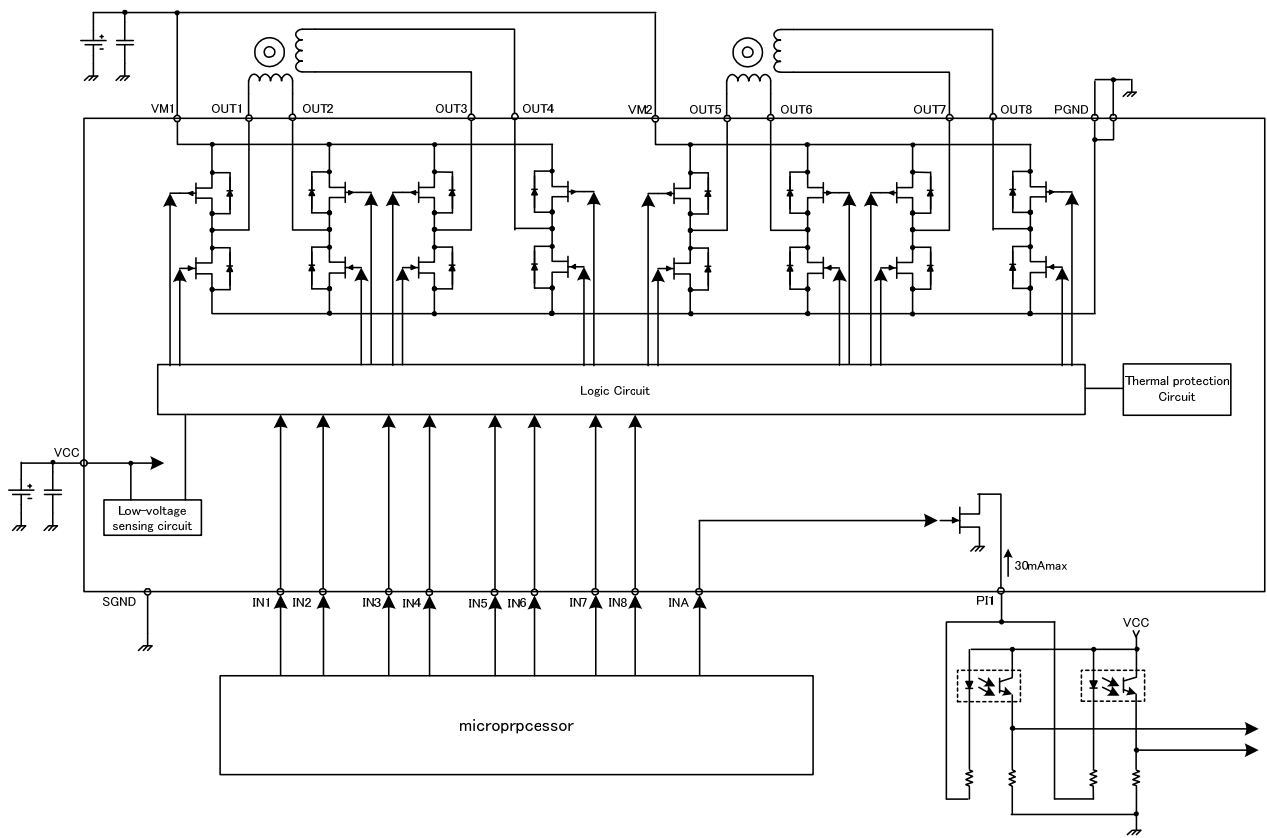 VM1
OUT1
OUT2
OUT3
OUT4
VM2
OUT5
OUT6
OUT7
OUT8
PGND
Logic Circuit
Thermal protection
Circuit
VCC
Low-voltage
sensing circuit
30mAmax
SGND
IN1
IN2
IN3
IN4
IN5
IN6
IN7
IN8
INA
PI1
VCC
microprpcessor